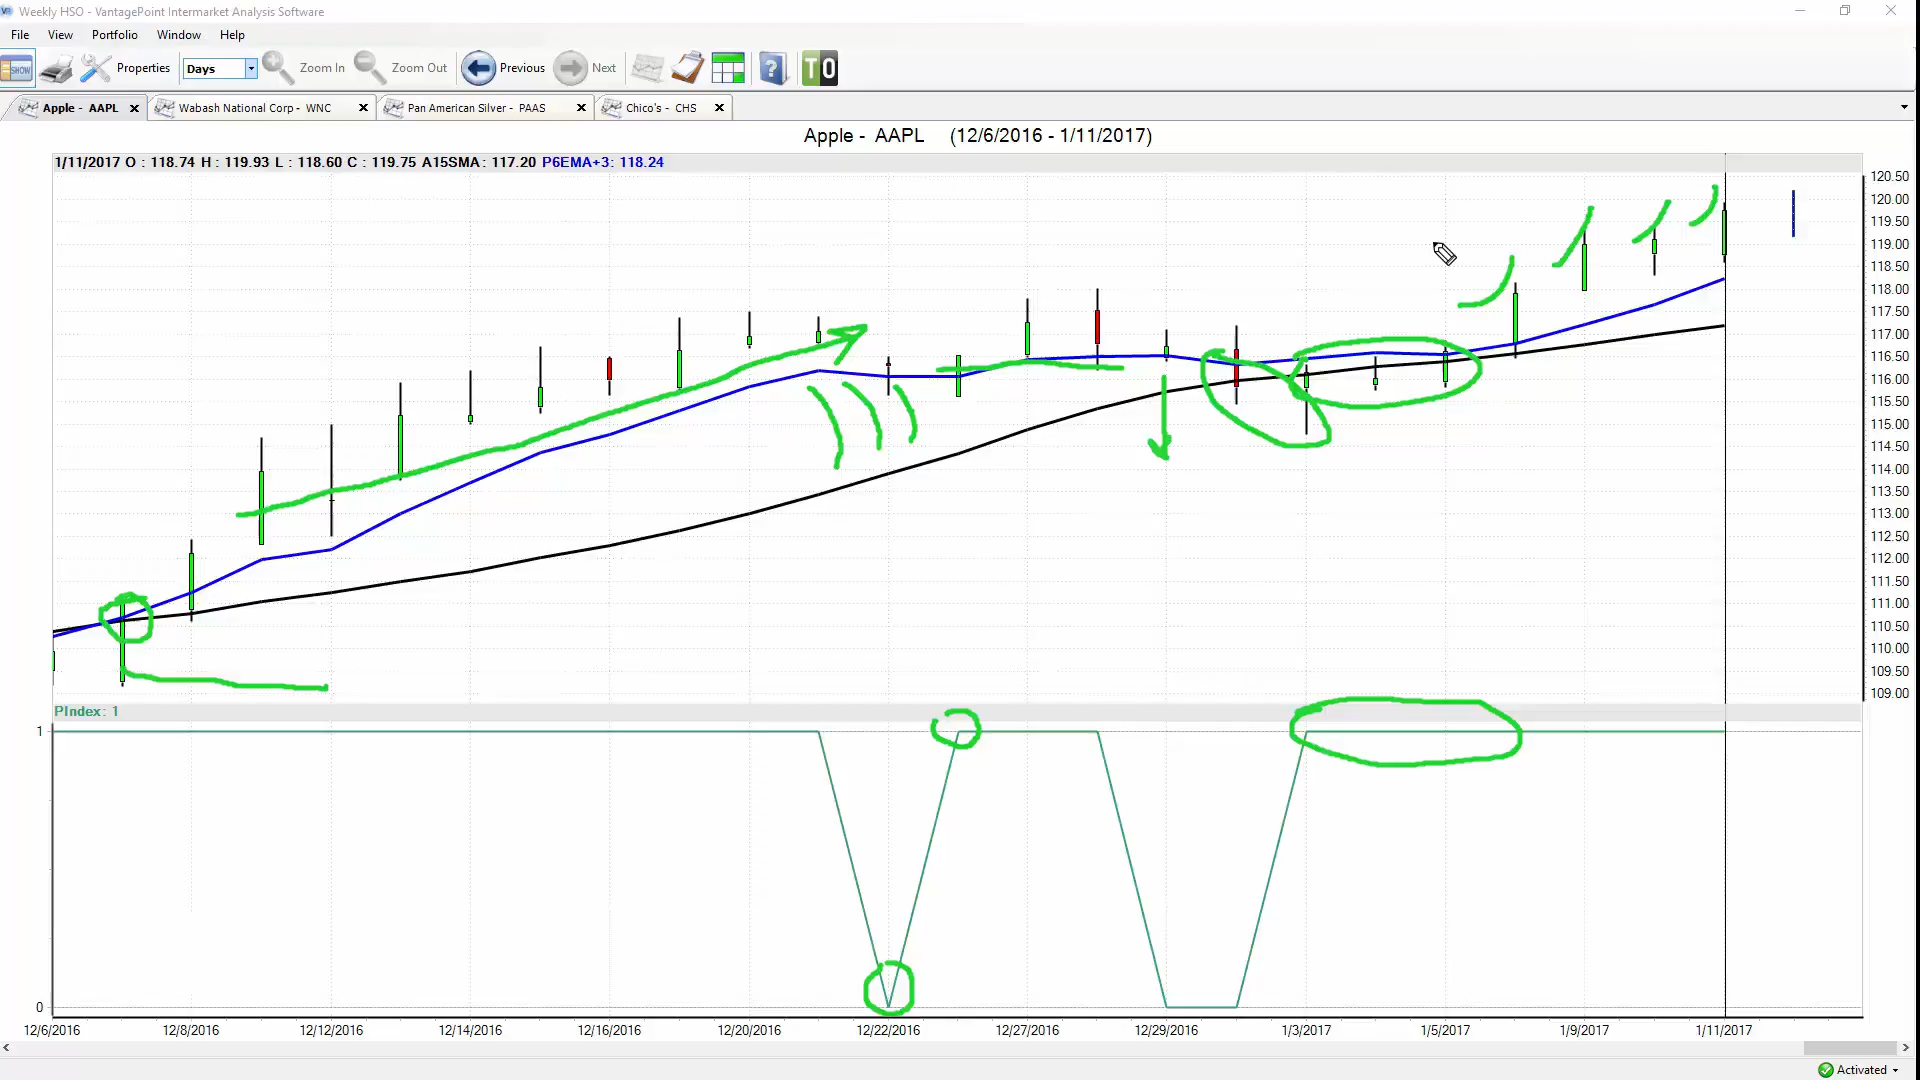 Weekly HSO - VantagePoint Intermarket Analysis Software
File View Portfolio Window Help
SHOW Properties Days Zoom In Zoom Out Previous Next ? TO
Apple - AAPL Wabash National Corp - WNC Pan American Silver - PAAS Chico's - CHS
Apple - AAPL (12/6/2016 - 1/11/2017)
1/11/2017 O : 118.74 H : 119.93 L : 118.60 C : 119.75 A15SMA: 117.20 P6EMA+3: 118.24
120.50
120.00
119.50
119.00
118.50
118.00
117.50
117.00
116.50
116.00
115.50
115.00
114.50
114.00
113.50
113.00
112.50
112.00
111.50
111.00
110.50
110.00
109.50
109.00
PIndex: 1
1
0
12/6/2016 12/8/2016 12/12/2016 12/14/2016 12/16/2016 12/20/2016 12/22/2016 12/27/2016 12/29/2016 1/3/2017 1/5/2017 1/9/2017 1/11/2017
Activated